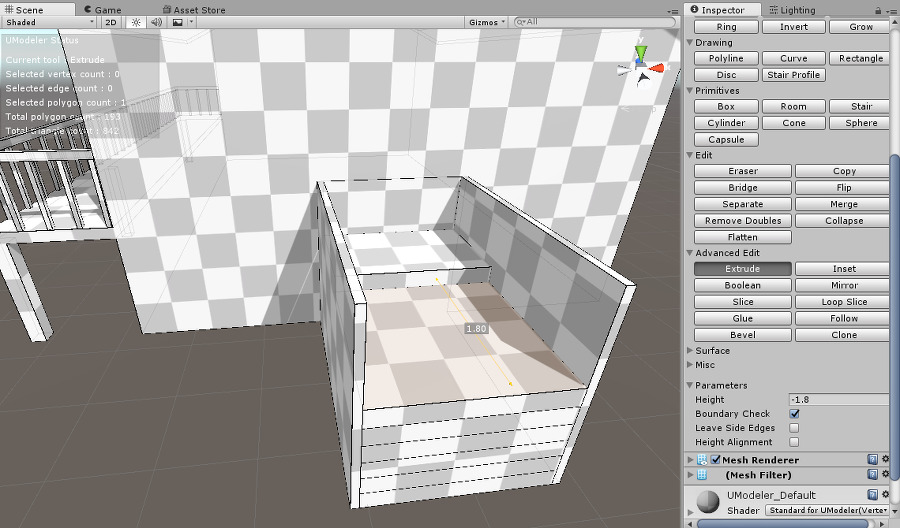 Scene Game Asset Store
Shaded 2D Gizmos All
UModeler Status
Current tool : Extrude
Selected vertex count : 0
Selected edge count : 0
Selected polygon count : 1
Total polygon count : 193
Total triangle count : 842
y
1.80
Inspector Lighting
Ring Invert Grow
Drawing
Polyline Curve Rectangle
Disc Stair Profile
Primitives
Box Room Stair
Cylinder Cone Sphere
Capsule
Edit
Eraser Copy
Bridge Flip
Separate Merge
Remove Doubles Collapse
Flatten
Advanced Edit
Extrude Inset
Boolean Mirror
Slice Loop Slice
Glue Follow
Bevel Clone
Surface
Misc
Parameters
Height -1.8
Boundary Check
Leave Side Edges
Height Alignment
Mesh Renderer
(Mesh Filter)
UModeler_Default
Shader Standard for UModeler(Verte